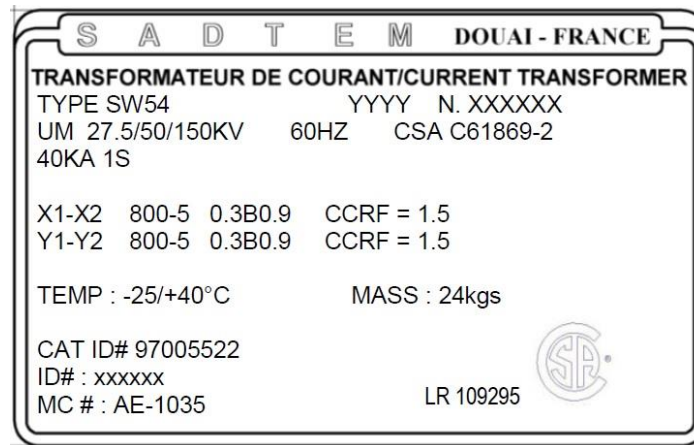 SADTEM DOUAI - FRANCE
TRANSFORMATEUR DE COURANT/CURRENT TRANSFORMER
TYPE SW54 YYYY N. XXXXXX
UM 27.5/50/150KV 60HZ CSA C61869-2
40KA 1S
X1-X2 800-5 0.3B0.9 CCRF = 1.5
Y1-Y2 800-5 0.3B0.9 CCRF = 1.5
TEMP : -25/+40°C MASS : 24kgs
CAT ID# 97005522
ID# : xxxxxx
MC # : AE-1035
LR 109295